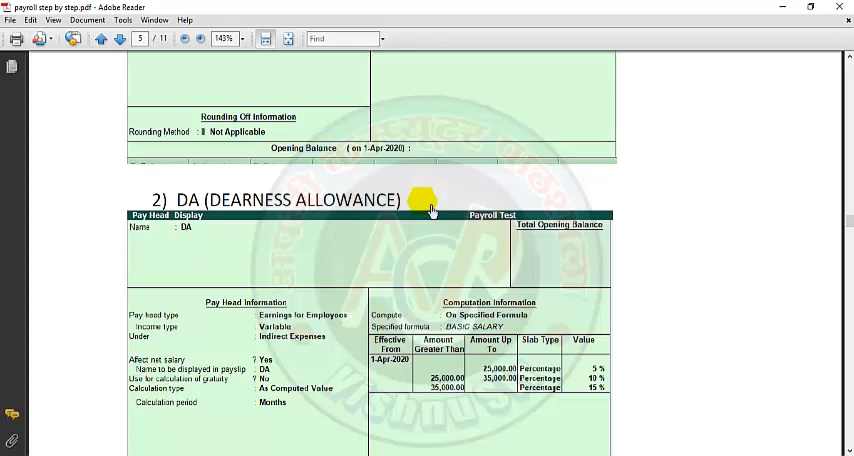 payroll step by step.pdf - Adobe Reader
File Edit View Document Tools Window Help
5 / 11 143% Find
Rounding Off Information
Rounding Method : Not Applicable
Opening Balance ( on 1-Apr-2020) :
2) DA (DEARNESS ALLOWANCE)
Pay Head Display Payroll Test
Name : DA
Total Opening Balance
Pay Head Information
Pay head type : Earnings for Employees
Income type : Variable
Under : Indirect Expenses
Affect net salary ? Yes
Name to be displayed in payslip : DA
Use for calculation of gratuity ? No
Calculation type : As Computed Value
Calculation period : Months
Computation Information
Compute : On Specified Formula
Specified formula : BASIC SALARY
Effective From Amount Greater Than Amount Up To Slab Type Value
1-Apr-2020
25,000.00 Percentage 5 %
25,000.00 35,000.00 Percentage 10 %
35,000.00 Percentage 15 %
ACR